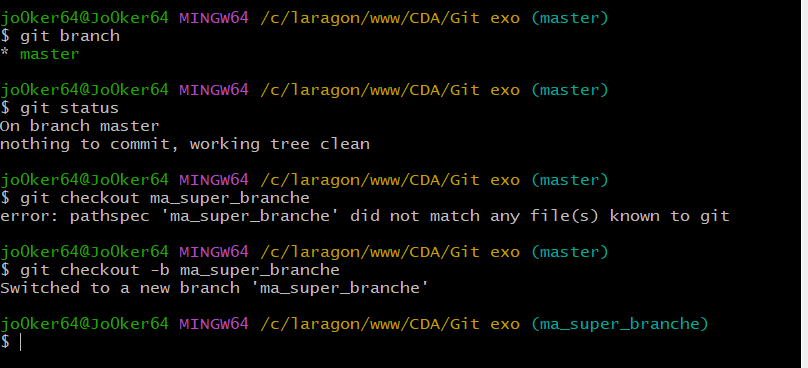 jo0ker64@Jo0ker64 MINGW64 /c/laragon/www/CDA/Git exo (master)
$ git branch
* master
jo0ker64@Jo0ker64 MINGW64 /c/laragon/www/CDA/Git exo (master)
$ git status
On branch master
nothing to commit, working tree clean
jo0ker64@Jo0ker64 MINGW64 /c/laragon/www/CDA/Git exo (master)
$ git checkout ma_super_branche
error: pathspec 'ma_super_branche' did not match any file(s) known to git
jo0ker64@Jo0ker64 MINGW64 /c/laragon/www/CDA/Git exo (master)
$ git checkout -b ma_super_branche
Switched to a new branch 'ma_super_branche'
jo0ker64@Jo0ker64 MINGW64 /c/laragon/www/CDA/Git exo (ma_super_branche)
$